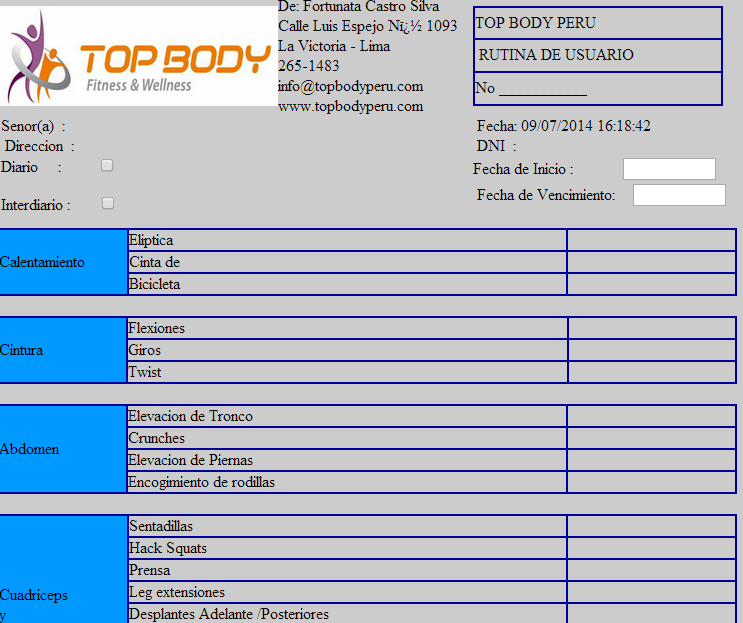 TOP BODY
Fitness & Wellness
De: Fortunata Castro Silva
Calle Luis Espejo Nï¿½ 1093
La Victoria - Lima
265-1483
info@topbodyperu.com
www.topbodyperu.com
TOP BODY PERU
RUTINA DE USUARIO
No ___________
Senor(a) :
Direccion :
Diario :
Interdiario :
Fecha: 09/07/2014 16:18:42
DNI :
Fecha de Inicio :
Fecha de Vencimiento:
Calentamiento
Eliptica
Cinta de
Bicicleta
Cintura
Flexiones
Giros
Twist
Abdomen
Elevacion de Tronco
Crunches
Elevacion de Piernas
Encogimiento de rodillas
Cuadriceps
y
Sentadillas
Hack Squats
Prensa
Leg extensiones
Desplantes Adelante /Posteriores